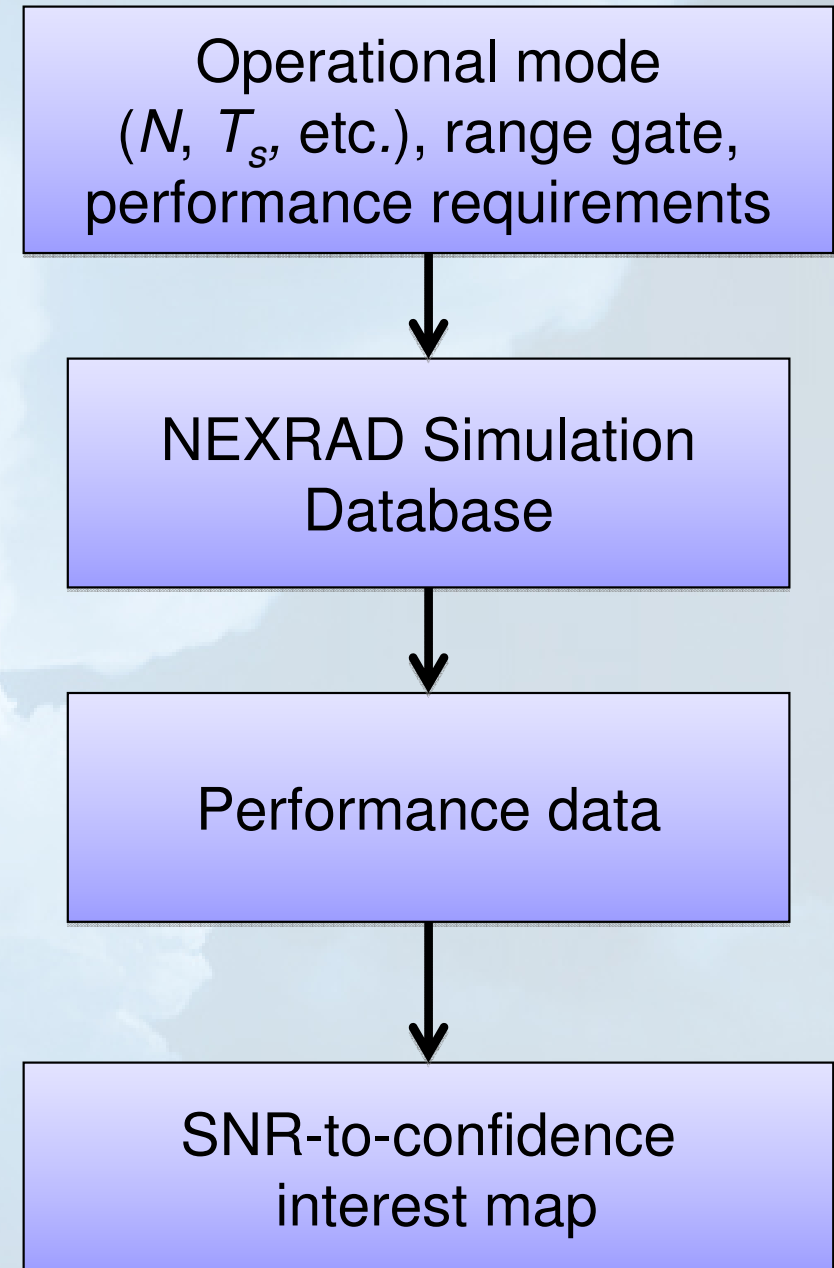 Operational mode
(N, Ts, etc.), range gate,
performance requirements
NEXRAD Simulation
Database
Performance data
SNR-to-confidence
interest map